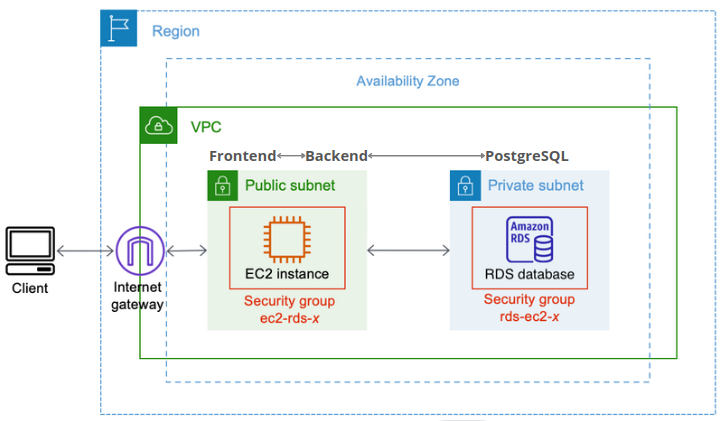 Region
Availability Zone
VPC
Frontend Backend PostgreSQL
Public subnet
Private subnet
Amazon
RDS
EC2 instance
RDS database
Security group
ec2-rds-x
Security group
rds-ec2-x
Client
Internet
gateway